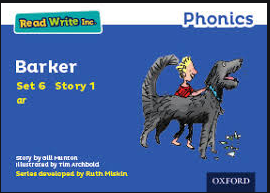 Read Write Inc.
Phonics
Barker
Set 6 Story 1
ar
Story by Gill Munton
Illustrated by Tim Archbold
Series developed by Ruth Miskin
OXFORD